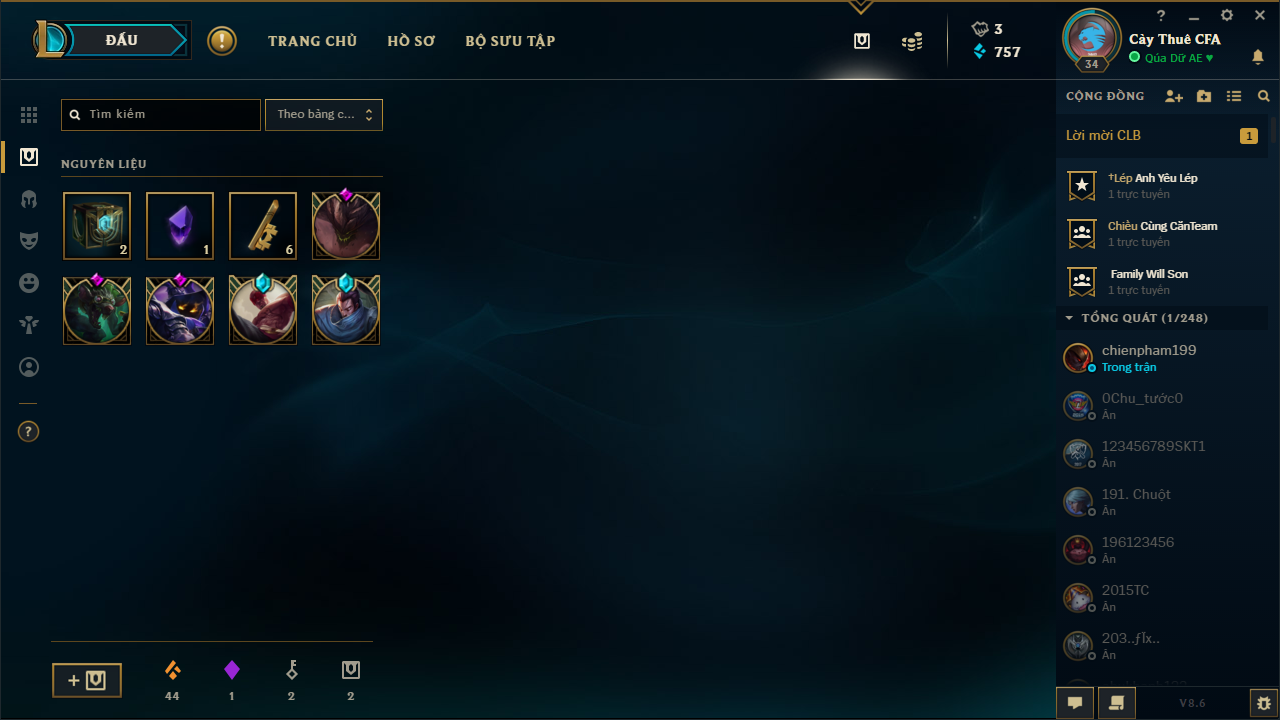 ĐẤU
!
TRANG CHỦ
HỒ SƠ
BỘ SƯU TẬP
3
757
?
34
Cày Thuê CFA
Qúa Dữ AE ♥
Tìm kiếm
Theo bảng c...
NGUYÊN LIỆU
2
1
6
?
44
1
2
2
CỘNG ĐỒNG
Lời mời CLB
1
†Lép Anh Yêu Lép
1 trực tuyến
Chiều Cùng CănTeam
1 trực tuyến
Family Will Son
1 trực tuyến
TỔNG QUÁT (1/248)
chienpham199
Trong trận
0Chu_tước0
Ẩn
123456789SKT1
Ẩn
191. Chuột
Ẩn
196123456
Ẩn
2015TC
Ẩn
203..ƒÏx..
Ẩn
V8.6